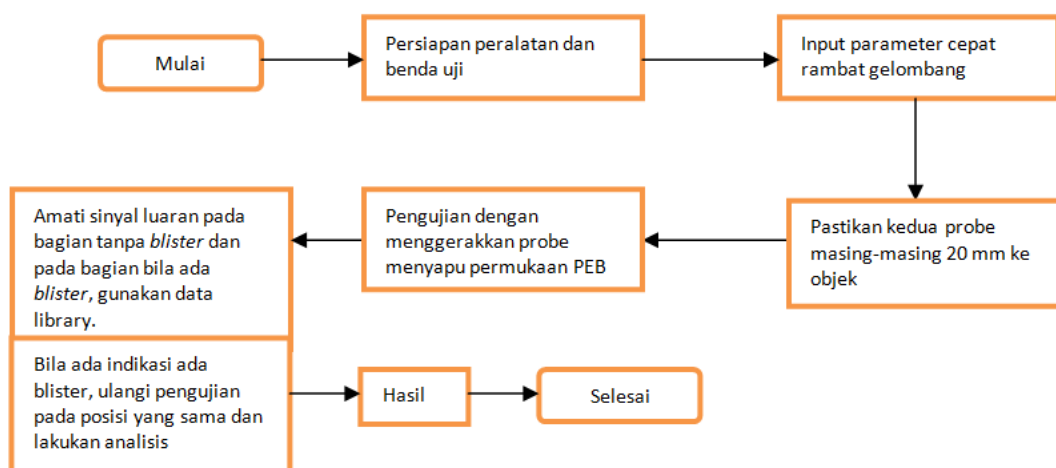 Mulai
Persiapan peralatan dan
benda uji
Input parameter cepat
rambat gelombang
Pastikan kedua probe
masing-masing 20 mm ke
objek
Pengujian dengan
menggerakkan probe
menyapu permukaan PEB
Amati sinyal luaran pada
bagian tanpa blister dan
pada bagian bila ada
blister, gunakan data
library.
Bila ada indikasi ada
blister, ulangi pengujian
pada posisi yang sama dan
lakukan analisis
Hasil
Selesai